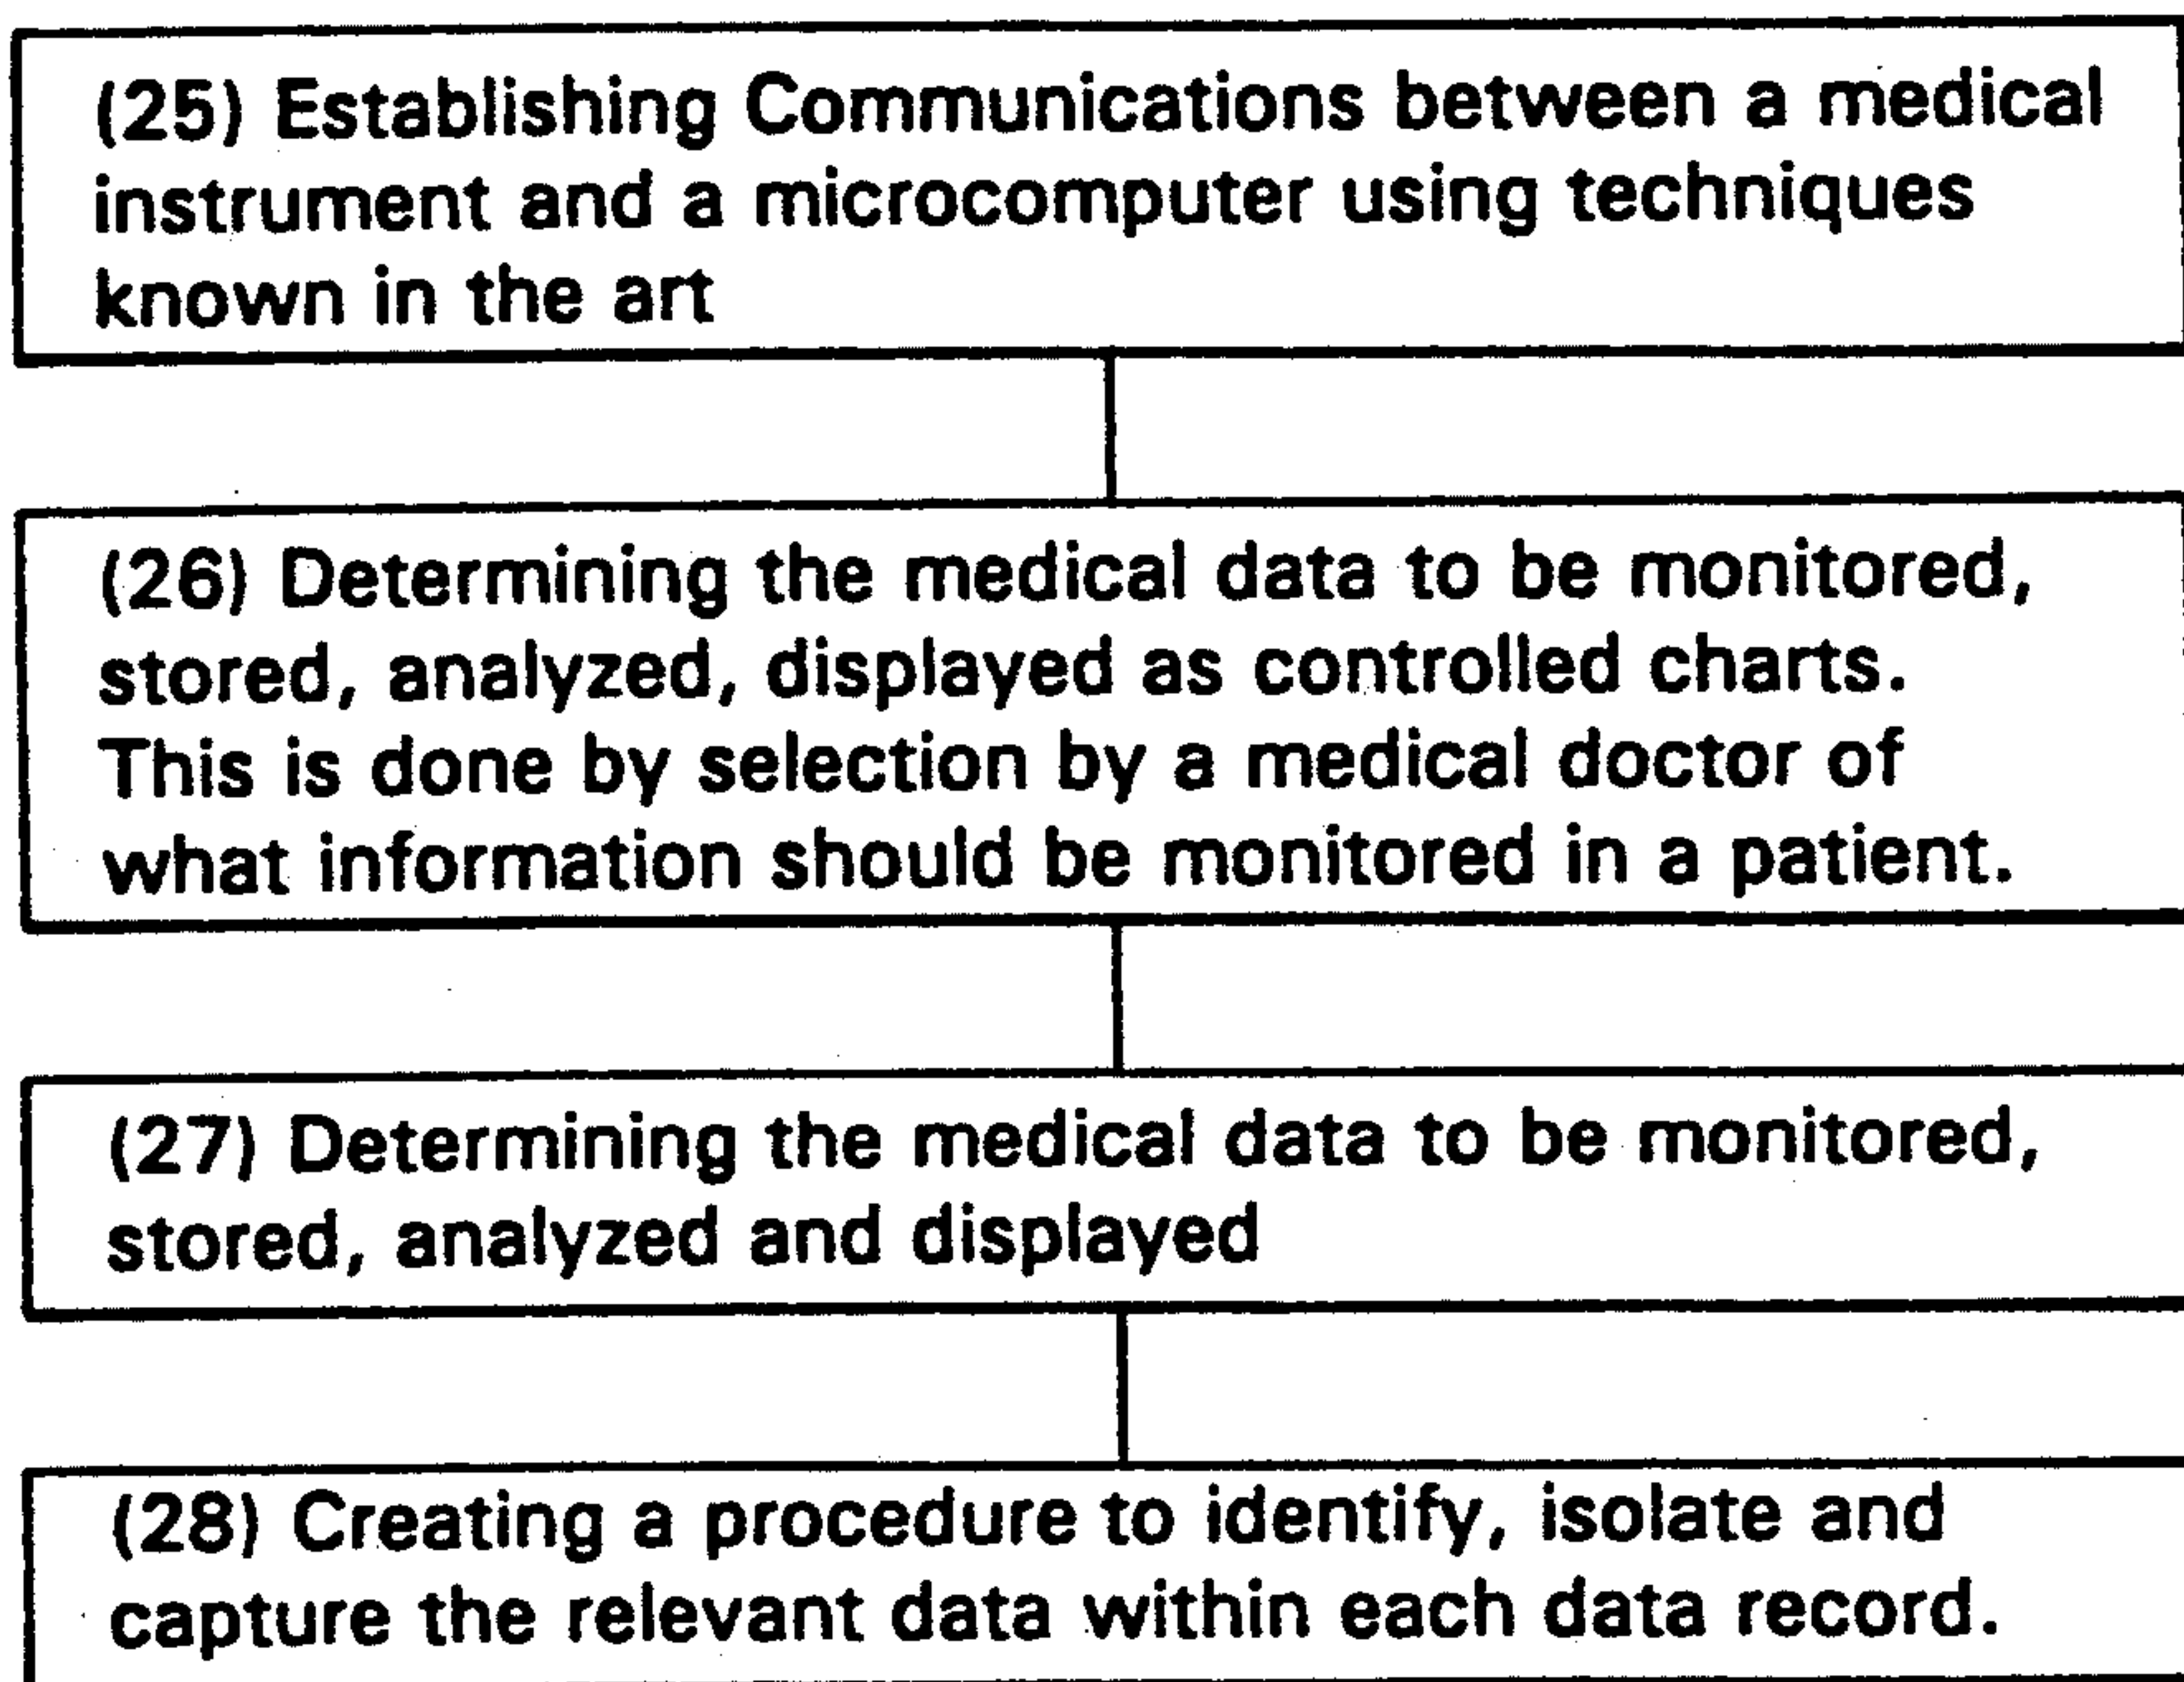 (25) Establishing Communications between a medical
instrument and a microcomputer using techniques
known in the art
(26) Determining the medical data to be monitored,
stored, analyzed, displayed as controlled charts.
This is done by selection by a medical doctor of
what information should be monitored in a patient.
(27) Determining the medical data to be monitored,
stored, analyzed and displayed
(28) Creating a procedure to identify, isolate and
capture the relevant data within each data record.